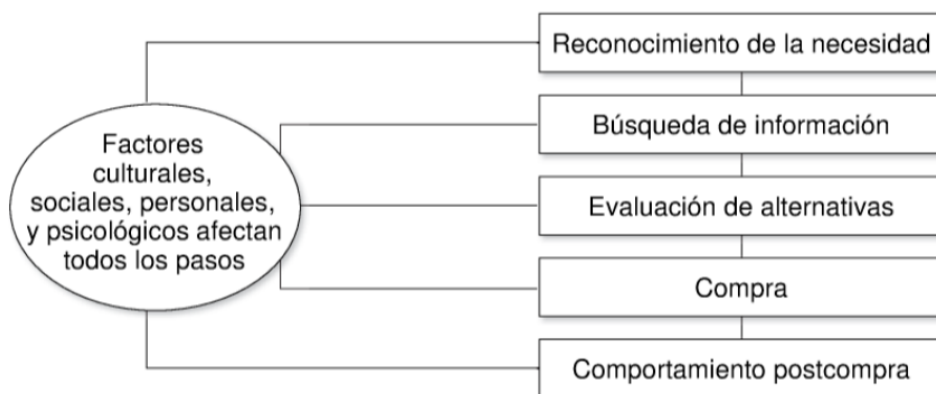 Reconocimiento de la necesidad
Búsqueda de información
Factores
culturales,
sociales, personales,
y psicológicos afectan
todos los pasos
Evaluación de alternativas
Compra
Comportamiento postcompra